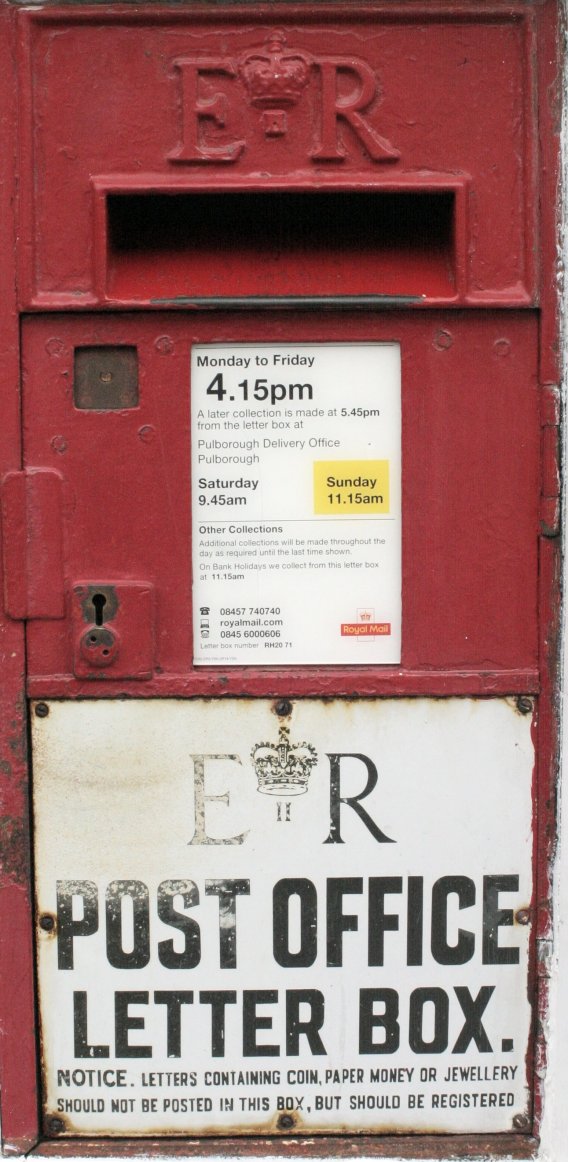 E R
II
Monday to Friday
4.15pm
A later collection is made at 5.45pm
from the letter box at
Pulborough Delivery Office
Pulborough
Saturday
9.45am
Sunday
11.15am
Other Collections
Additional collections will be made throughout the
day as required until the last time shown.
On Bank Holidays we collect from this letter box
at 11.15am
08457 740740
royalmail.com
0845 6000606
Letter box number RH20 71
Royal Mail
E R
II
POST OFFICE
LETTER BOX.
NOTICE. LETTERS CONTAINING COIN, PAPER MONEY OR JEWELLERY
SHOULD NOT BE POSTED IN THIS BOX, BUT SHOULD BE REGISTERED